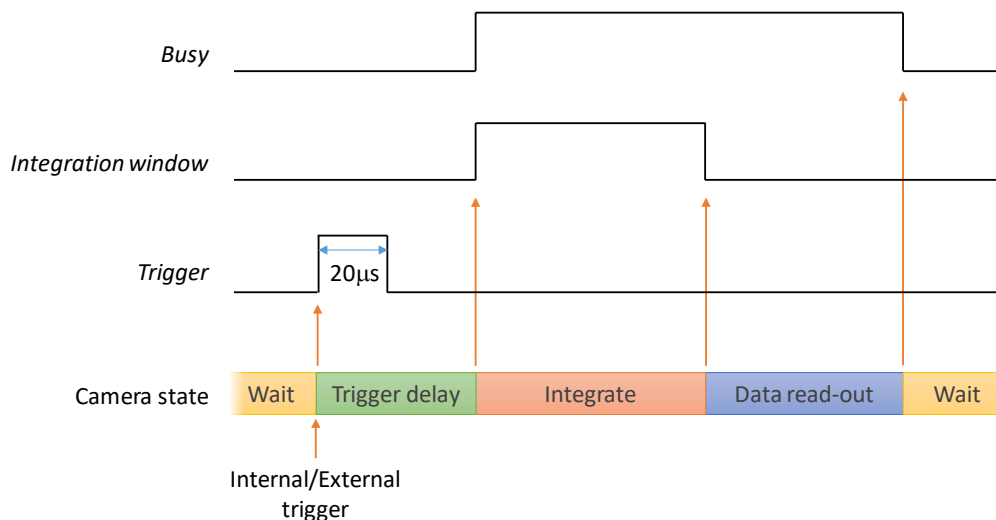 Busy
Integration window
Trigger
20μs
Camera state
Wait
Trigger delay
Integrate
Data read-out
Wait
Internal/External
trigger